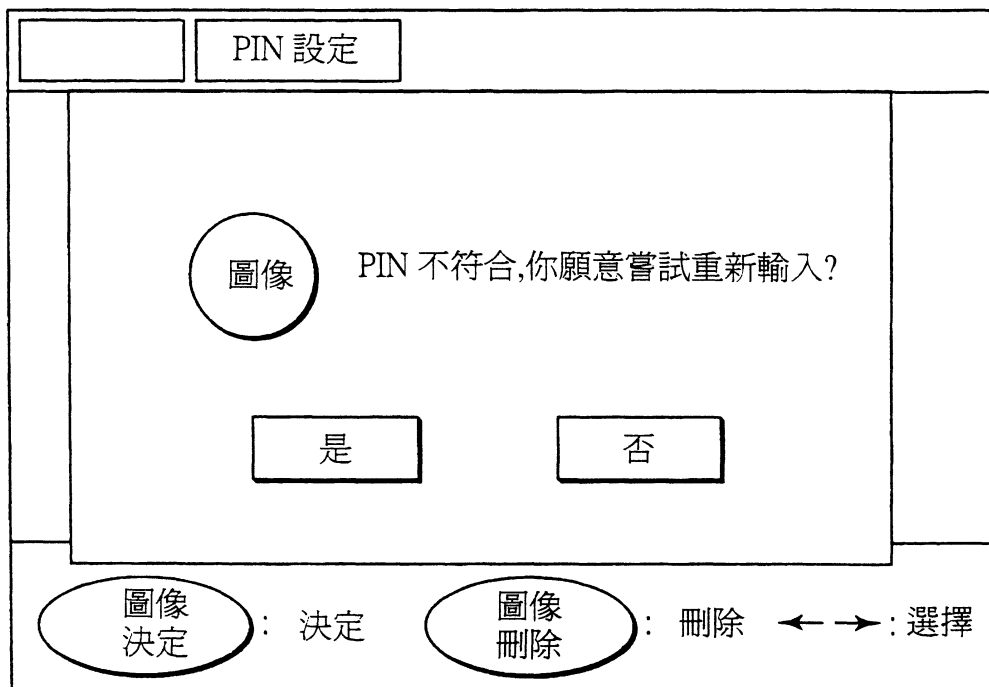 PIN 設定
圖像
PIN 不符合,你願意嘗試重新輸入?
是
否
圖像
決定
: 決定
圖像
刪除
: 刪除
←→: 選擇